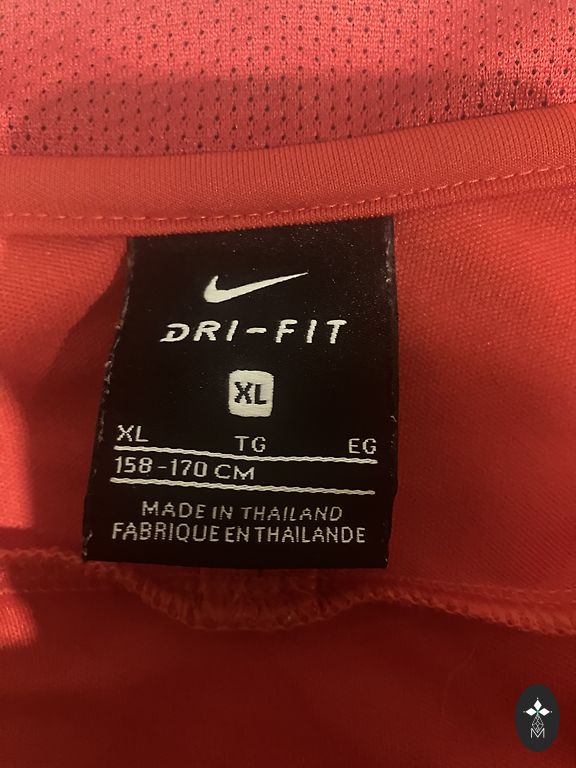 DRI-FIT
XL
XL TG EG
158-170 CM
MADE IN THAILAND
FABRIQUE EN THAILANDE
M